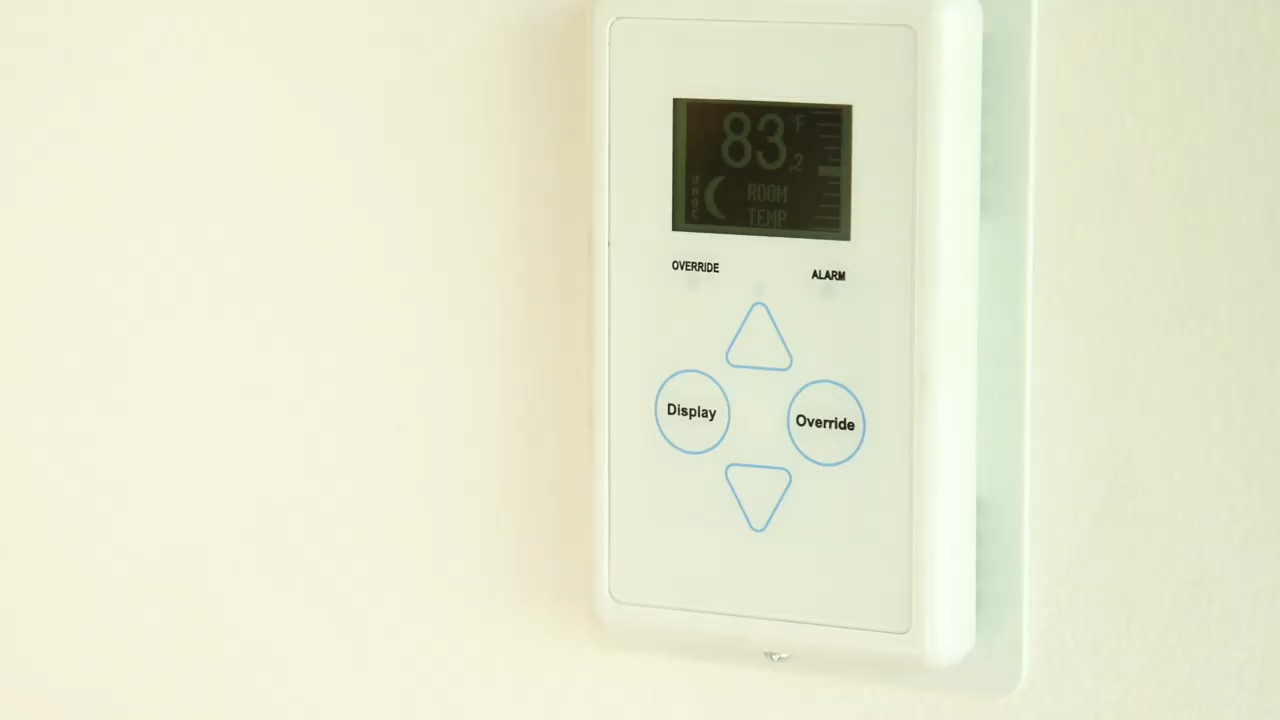 83.2 °F
ROOM
TEMP
OVERRIDE
ALARM
Display
Override